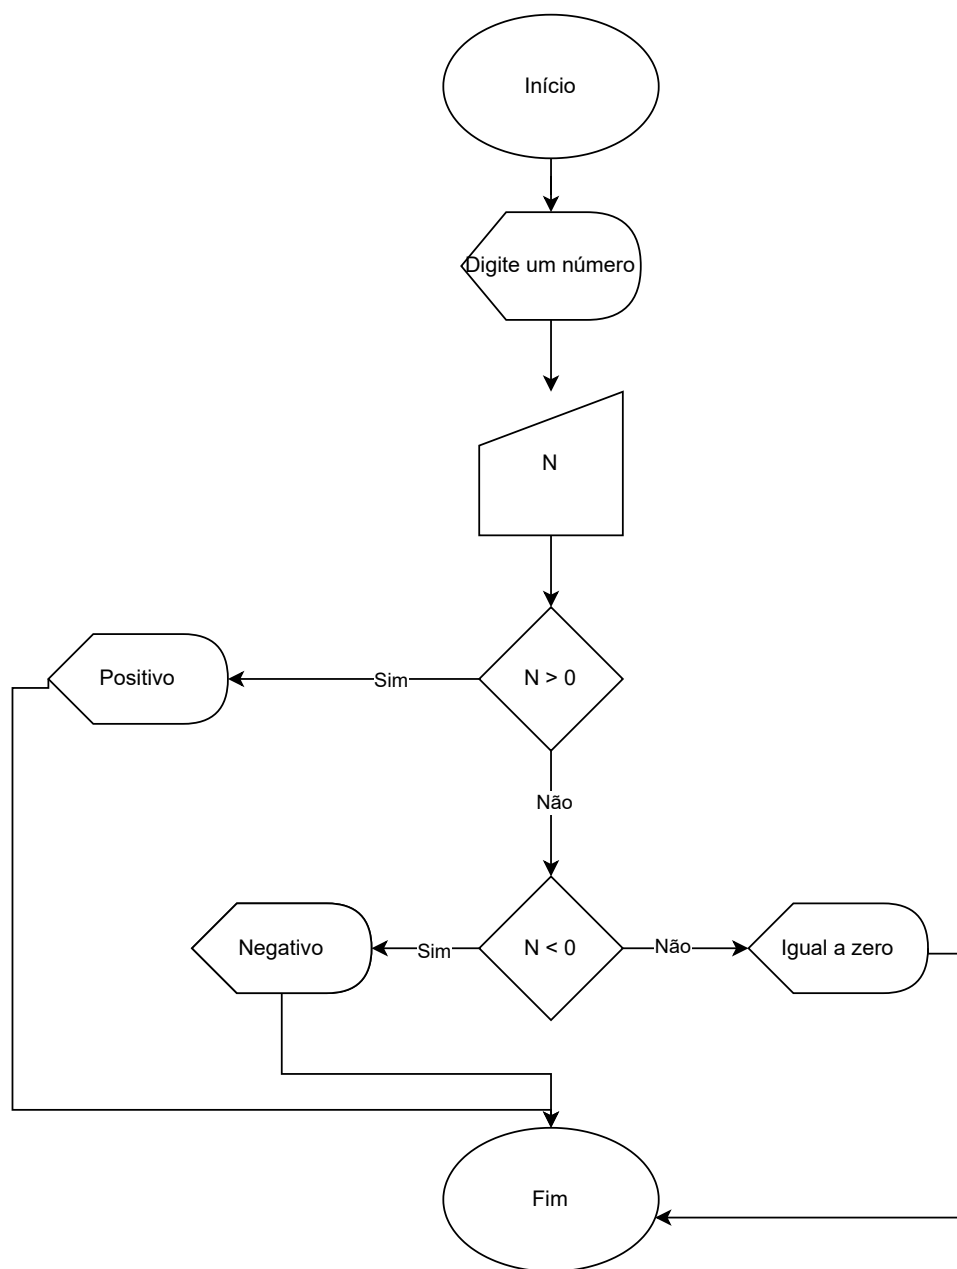 Início
Digite um número
N
N > 0
Sim
Positivo
Não
N < 0
Sim
Negativo
Não
Igual a zero
Fim